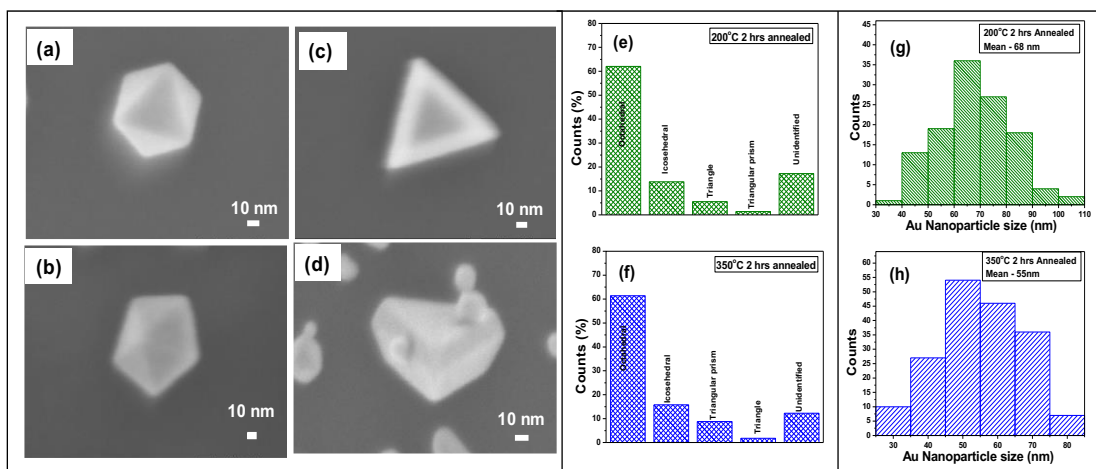 (a)
10 nm
(c)
10 nm
(b)
10 nm
(d)
10 nm
(e)
200°C 2 hrs annealed
Counts (%)
80
70
60
50
40
30
20
10
0
Octahedral
Icosehedral
Triangle
Triangular prism
Unidentified
(f)
350°C 2 hrs annealed
Counts (%)
80
70
60
50
40
30
20
10
0
Octahedral
Icosehedral
Triangular prism
Triangle
Unidentified
(g)
200°C 2 hrs Annealed
Mean - 68 nm
Counts
45
40
35
30
25
20
15
10
5
0
30 40 50 60 70 80 90 100 110
Au Nanoparticle size (nm)
(h)
350°C 2 hrs Annealed
Mean - 55nm
Counts
60
55
50
45
40
35
30
25
20
15
10
5
0
30 40 50 60 70 80
Au Nanoparticle size (nm)